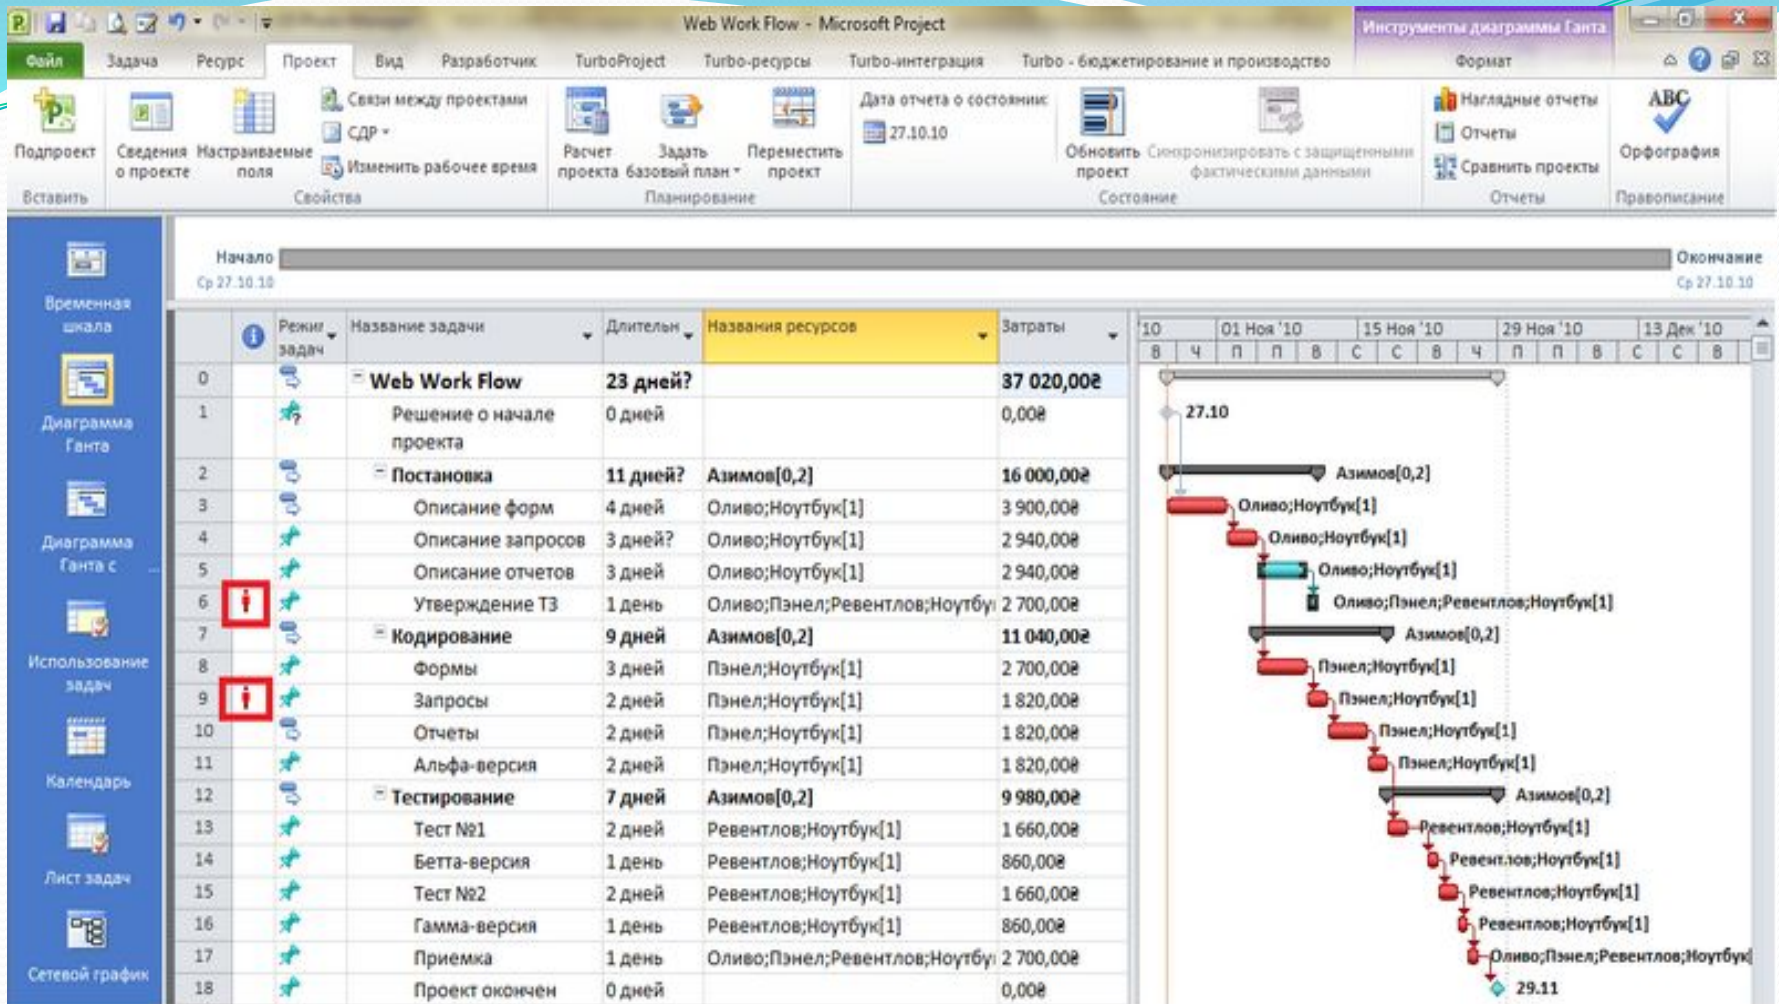 Web Work Flow - Microsoft Project
Инструменты диаграммы Ганта
Файл Задача Ресурс Проект Вид Разработчик TurboProject Turbo-ресурсы Turbo-интеграция Turbo - бюджетирование и производство Формат
Подпроект
Вставить
Сведения о проекте
Настраиваемые поля
Связи между проектами
СДР
Изменить рабочее время
Свойства
Расчет проекта
Задать базовый план
Переместить проект
Планирование
Дата отчета о состоянии:
27.10.10
Обновить проект
Синхронизировать с защищенными фактическими данными
Состояние
Наглядные отчеты
Отчеты
Сравнить проекты
Отчеты
ABC
Орфография
Правописание
Начало
Ср 27.10.10
Окончание
Ср 27.10.10
Временная шкала
Диаграмма Ганта
Диаграмма Ганта с ...
Использование задач
Календарь
Лист задач
Сетевой график
Режим задач Название задачи Длительн Названия ресурсов Затраты
'10 01 Ноя '10 15 Ноя '10 29 Ноя '10 13 Дек '10
В Ч П П В С С В Ч П П В С С В
0 Web Work Flow 23 дней? 37 020,00₴
1 Решение о начале проекта 0 дней 0,00₴ 27.10
2 Постановка 11 дней? Азимов[0,2] 16 000,00₴ Азимов[0,2]
3 Описание форм 4 дней Оливо;Ноутбук[1] 3 900,00₴ Оливо;Ноутбук[1]
4 Описание запросов 3 дней? Оливо;Ноутбук[1] 2 940,00₴ Оливо;Ноутбук[1]
5 Описание отчетов 3 дней Оливо;Ноутбук[1] 2 940,00₴ Оливо;Ноутбук[1]
6 Утверждение ТЗ 1 день Оливо;Пэнел;Ревентлов;Ноутбу 2 700,00₴ Оливо;Пэнел;Ревентлов;Ноутбук[1]
7 Кодирование 9 дней Азимов[0,2] 11 040,00₴ Азимов[0,2]
8 Формы 3 дней Пэнел;Ноутбук[1] 2 700,00₴ Пэнел;Ноутбук[1]
9 Запросы 2 дней Пэнел;Ноутбук[1] 1 820,00₴ Пэнел;Ноутбук[1]
10 Отчеты 2 дней Пэнел;Ноутбук[1] 1 820,00₴ Пэнел;Ноутбук[1]
11 Альфа-версия 2 дней Пэнел;Ноутбук[1] 1 820,00₴ Пэнел;Ноутбук[1]
12 Тестирование 7 дней Азимов[0,2] 9 980,00₴ Азимов[0,2]
13 Тест №1 2 дней Ревентлов;Ноутбук[1] 1 660,00₴ Ревентлов;Ноутбук[1]
14 Бетта-версия 1 день Ревентлов;Ноутбук[1] 860,00₴ Ревентлов;Ноутбук[1]
15 Тест №2 2 дней Ревентлов;Ноутбук[1] 1 660,00₴ Ревентлов;Ноутбук[1]
16 Гамма-версия 1 день Ревентлов;Ноутбук[1] 860,00₴ Ревентлов;Ноутбук[1]
17 Приемка 1 день Оливо;Пэнел;Ревентлов;Ноутбу 2 700,00₴ Оливо;Пэнел;Ревентлов;Ноутбук
18 Проект окончен 0 дней 0,00₴ 29.11